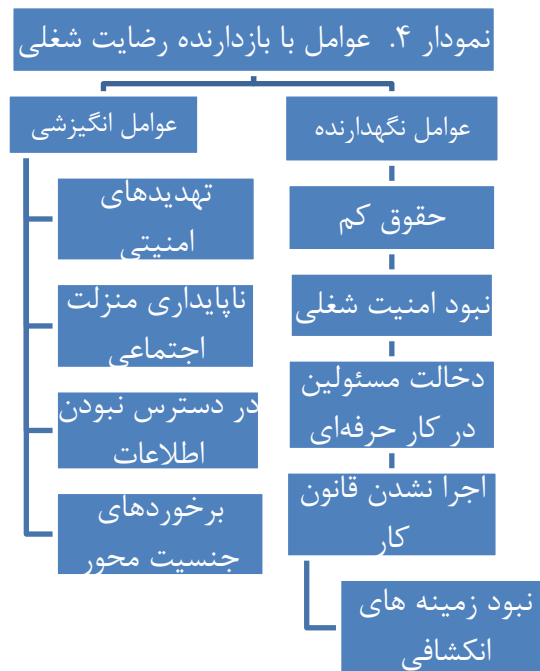 نمودار ۴. عوامل با بازدارنده رضایت شغلی
عوامل نگهدارنده
حقوق کم
نبود امنیت شغلی
دخالت مسئولین
در کار حرفه‌ای
اجرا نشدن قانون
کار
نبود زمینه های
انکشافی
عوامل انگیزشی
تهدیدهای
امنیتی
ناپایداری منزلت
اجتماعی
در دسترس نبودن
اطلاعات
برخوردهای
جنسیت محور